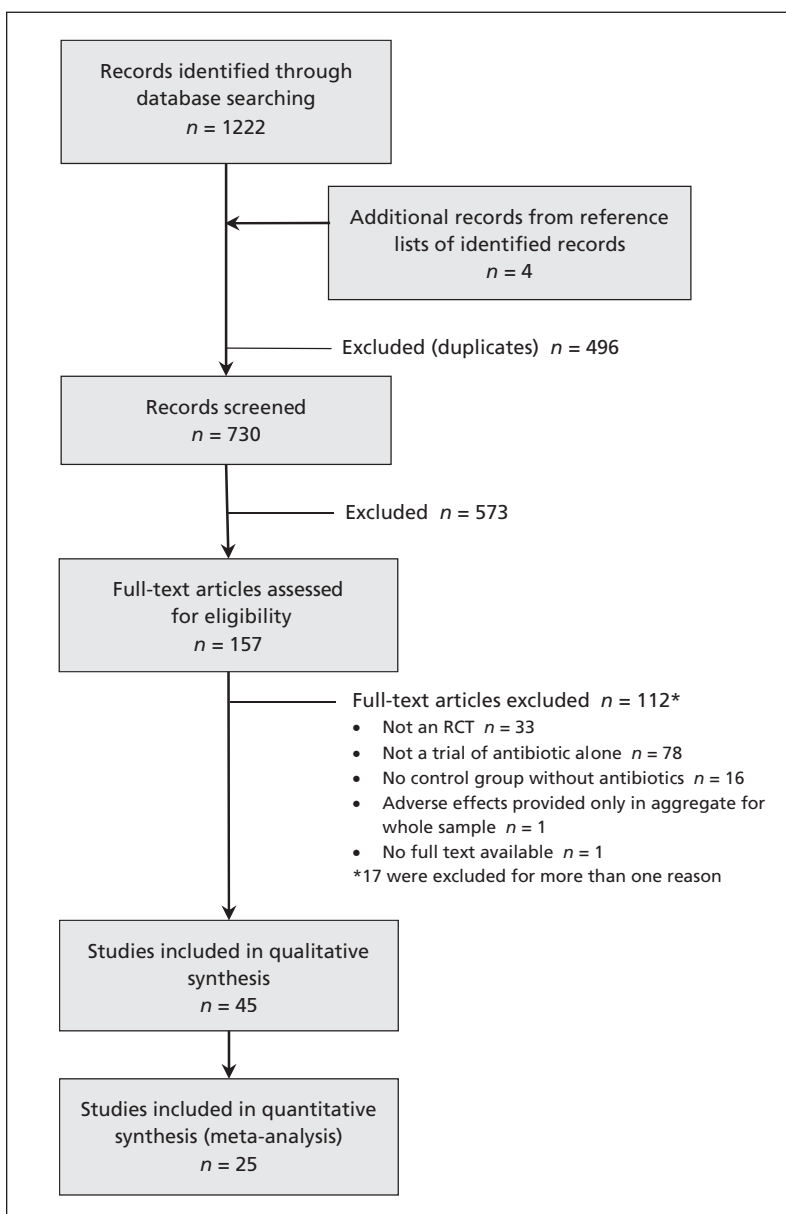 Records identified through
database searching
n = 1222
Additional records from reference
lists of identified records
n = 4
Excluded (duplicates) n = 496
Records screened
n = 730
Excluded n = 573
Full-text articles assessed
for eligibility
n = 157
Full-text articles excluded n = 112*
• Not an RCT n = 33
• Not a trial of antibiotic alone n = 78
• No control group without antibiotics n = 16
• Adverse effects provided only in aggregate for
whole sample n = 1
• No full text available n = 1
*17 were excluded for more than one reason
Studies included in qualitative
synthesis
n = 45
Studies included in quantitative
synthesis (meta-analysis)
n = 25